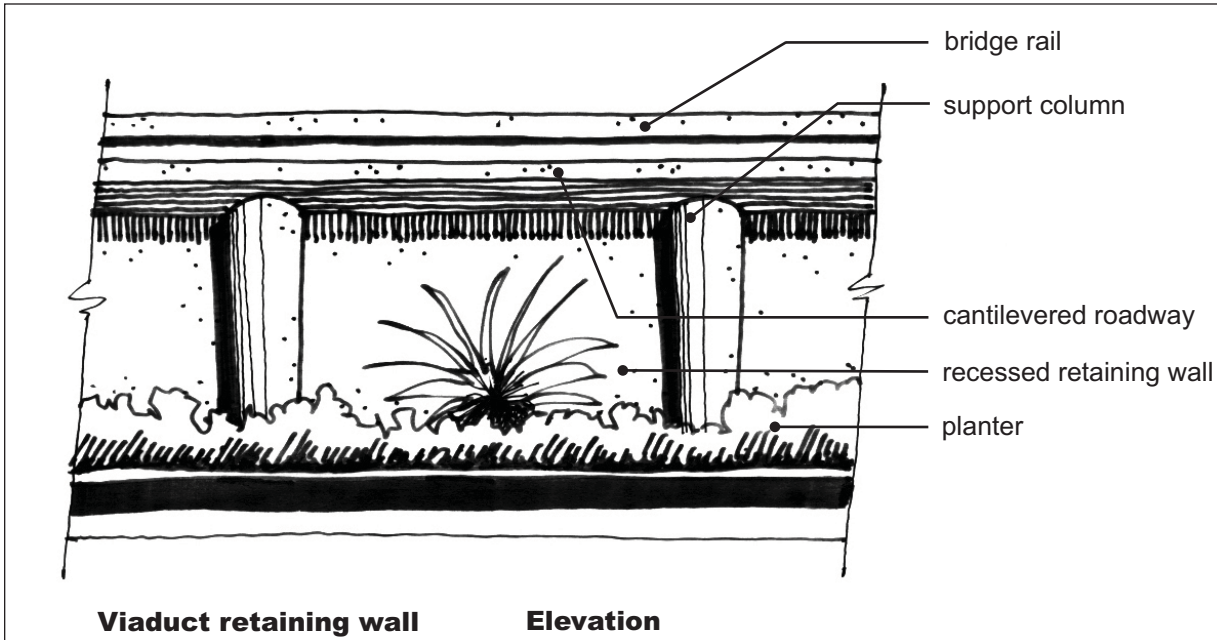 bridge rail
support column
cantilevered roadway
recessed retaining wall
planter
Viaduct retaining wall Elevation